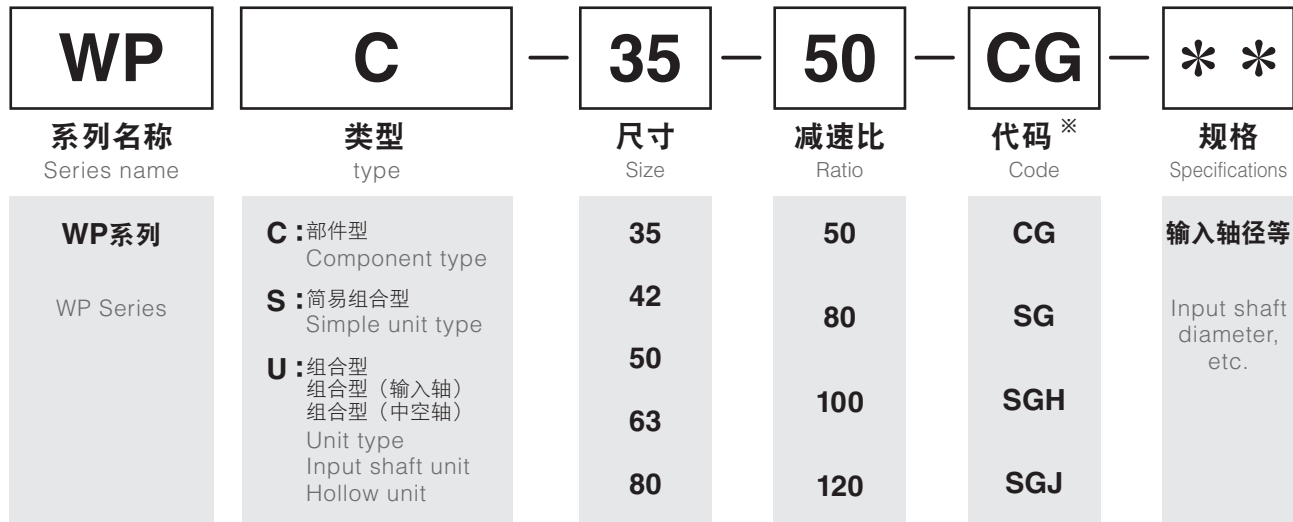 WP C — 35 — 50 — CG — ＊＊
系列名称 类型 尺寸 减速比 代码※ 规格
Series name type Size Ratio Code Specifications
WP系列
WP Series
C：部件型
Component type
S：简易组合型
Simple unit type
U：组合型
组合型（输入轴）
组合型（中空轴）
Unit type
Input shaft unit
Hollow unit
35
42
50
63
80
50
80
100
120
CG
SG
SGH
SGJ
输入轴径等
Input shaft
diameter,
etc.